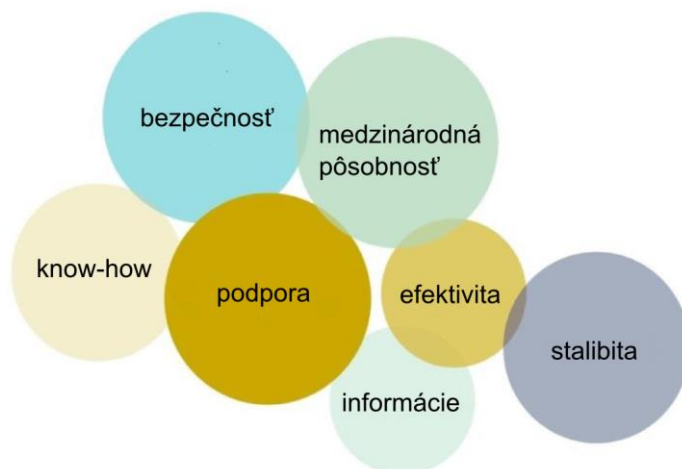 bezpečnosť
medzinárodná
pôsobnosť
know-how
podpora
efektivita
stalibita
informácie